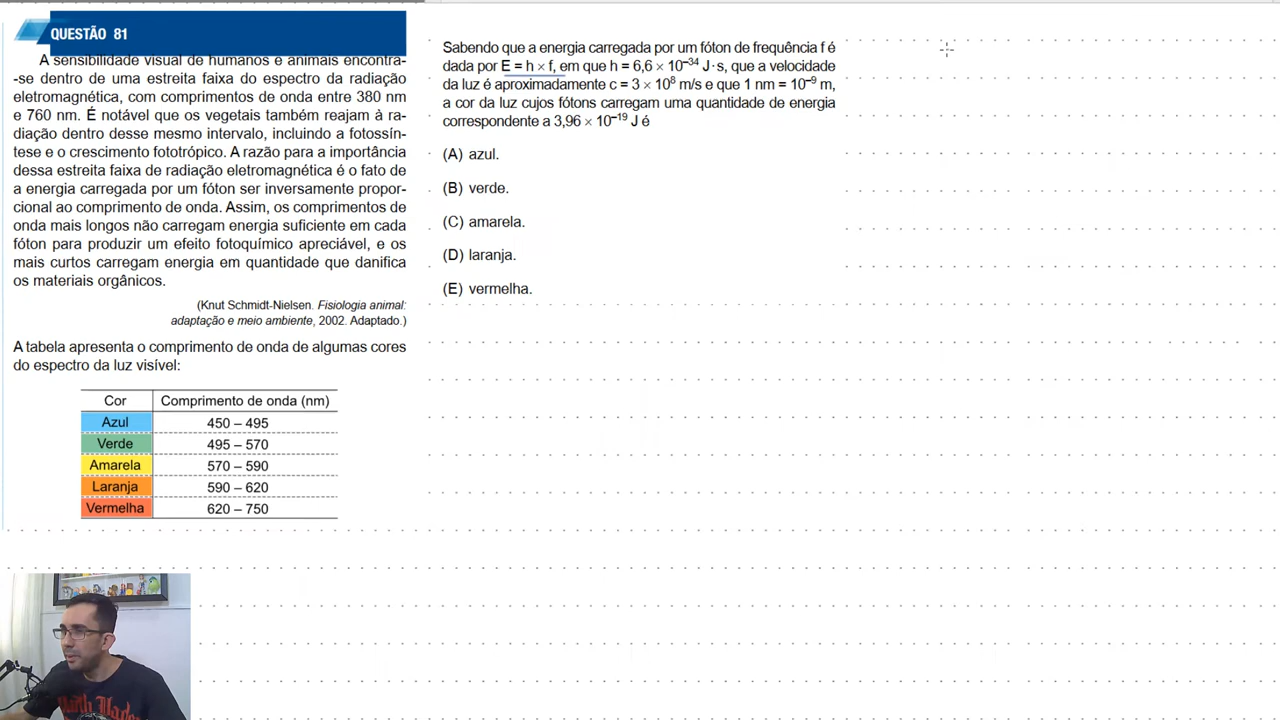 QUESTÃO 81
A sensibilidade visual de humanos e animais encontra-
-se dentro de uma estreita faixa do espectro da radiação
eletromagnética, com comprimentos de onda entre 380 nm
e 760 nm. É notável que os vegetais também reajam à ra-
diação dentro desse mesmo intervalo, incluindo a fotossín-
tese e o crescimento fototrópico. A razão para a importância
dessa estreita faixa de radiação eletromagnética é o fato de
a energia carregada por um fóton ser inversamente propor-
cional ao comprimento de onda. Assim, os comprimentos de
onda mais longos não carregam energia suficiente em cada
fóton para produzir um efeito fotoquímico apreciável, e os
mais curtos carregam energia em quantidade que danifica
os materiais orgânicos.
(Knut Schmidt-Nielsen. Fisiologia animal:
adaptação e meio ambiente, 2002. Adaptado.)
A tabela apresenta o comprimento de onda de algumas cores
do espectro da luz visível:
Cor Comprimento de onda (nm)
Azul 450 – 495
Verde 495 – 570
Amarela 570 – 590
Laranja 590 – 620
Vermelha 620 – 750
Sabendo que a energia carregada por um fóton de frequência f é
dada por E = h × f, em que h = 6,6 × 10⁻³⁴ J·s, que a velocidade
da luz é aproximadamente c = 3 × 10⁸ m/s e que 1 nm = 10⁻⁹ m,
a cor da luz cujos fótons carregam uma quantidade de energia
correspondente a 3,96 × 10⁻¹⁹ J é
(A) azul.
(B) verde.
(C) amarela.
(D) laranja.
(E) vermelha.